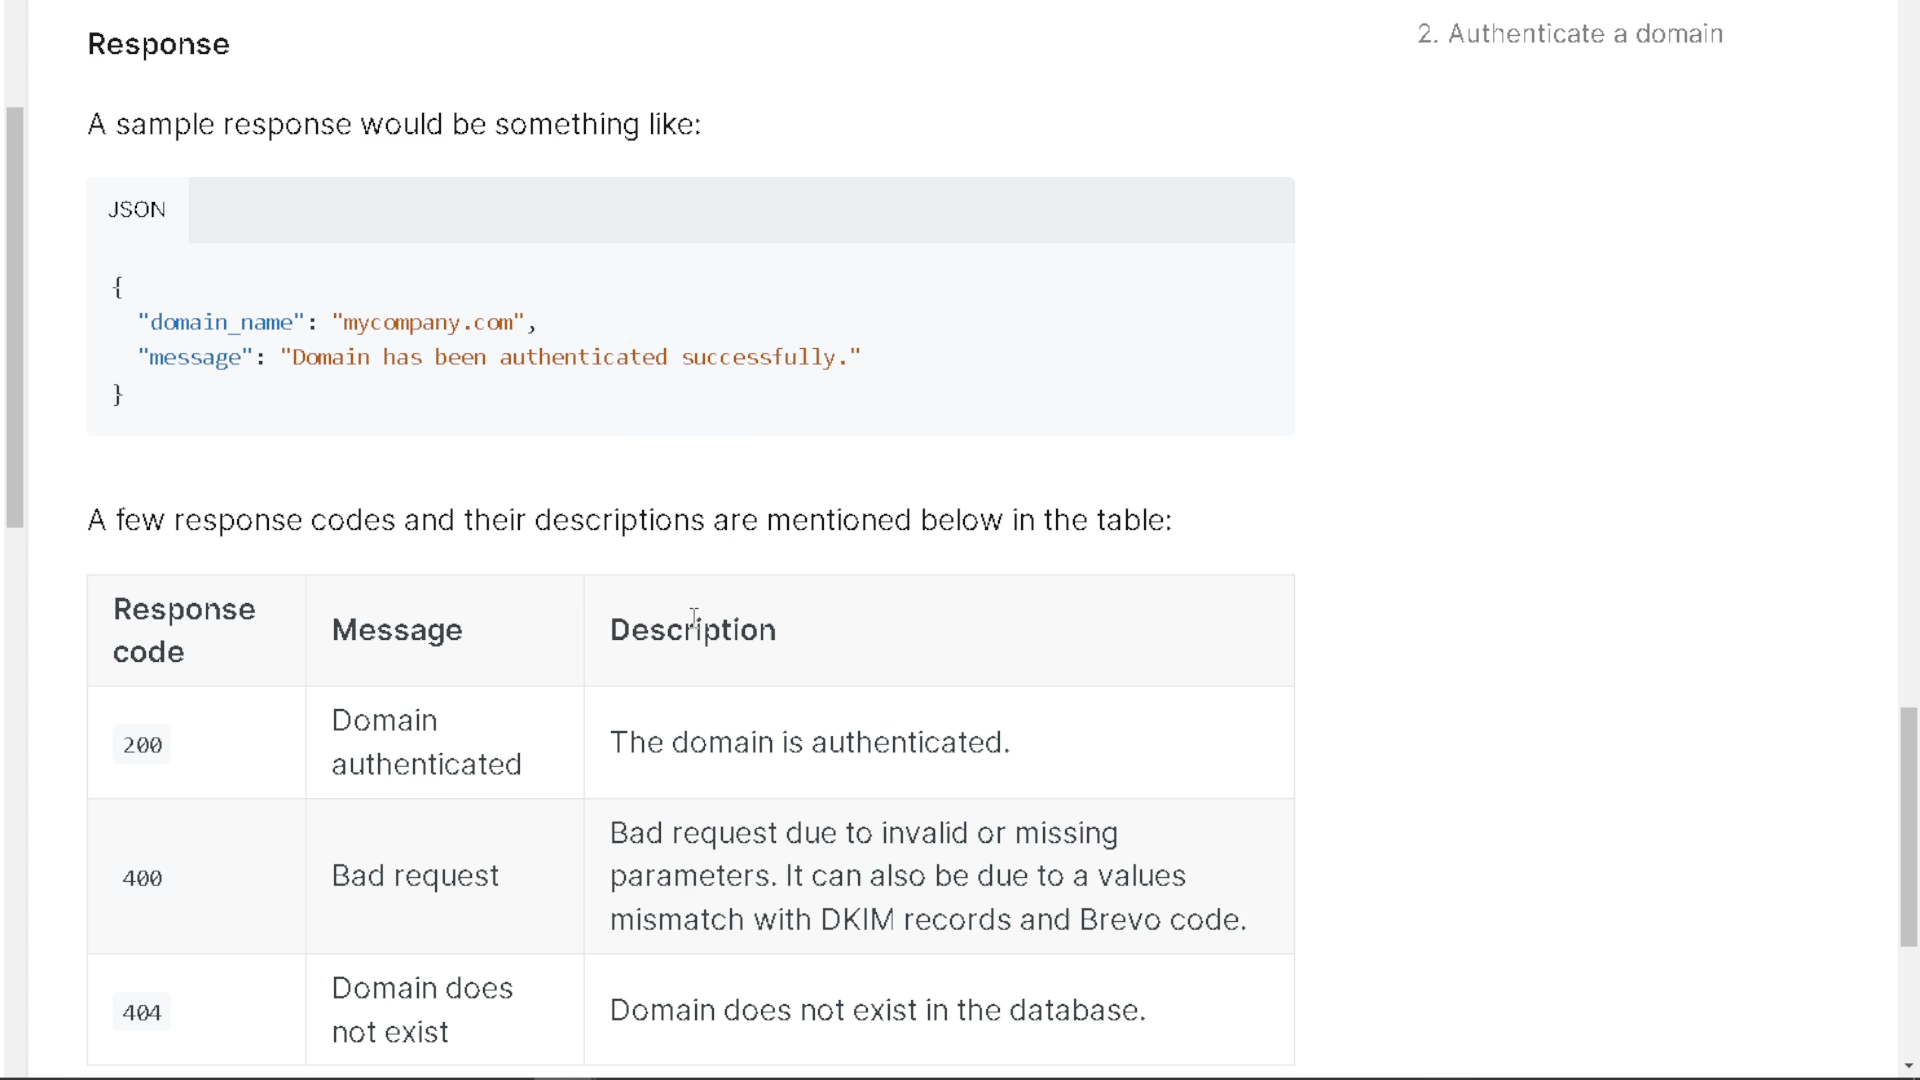 Response
2. Authenticate a domain
A sample response would be something like:
JSON
{
"domain_name": "mycompany.com",
"message": "Domain has been authenticated successfully."
}
A few response codes and their descriptions are mentioned below in the table:
Response
code
Message
Description
200
Domain
authenticated
The domain is authenticated.
400
Bad request
Bad request due to invalid or missing
parameters. It can also be due to a values
mismatch with DKIM records and Brevo code.
404
Domain does
not exist
Domain does not exist in the database.